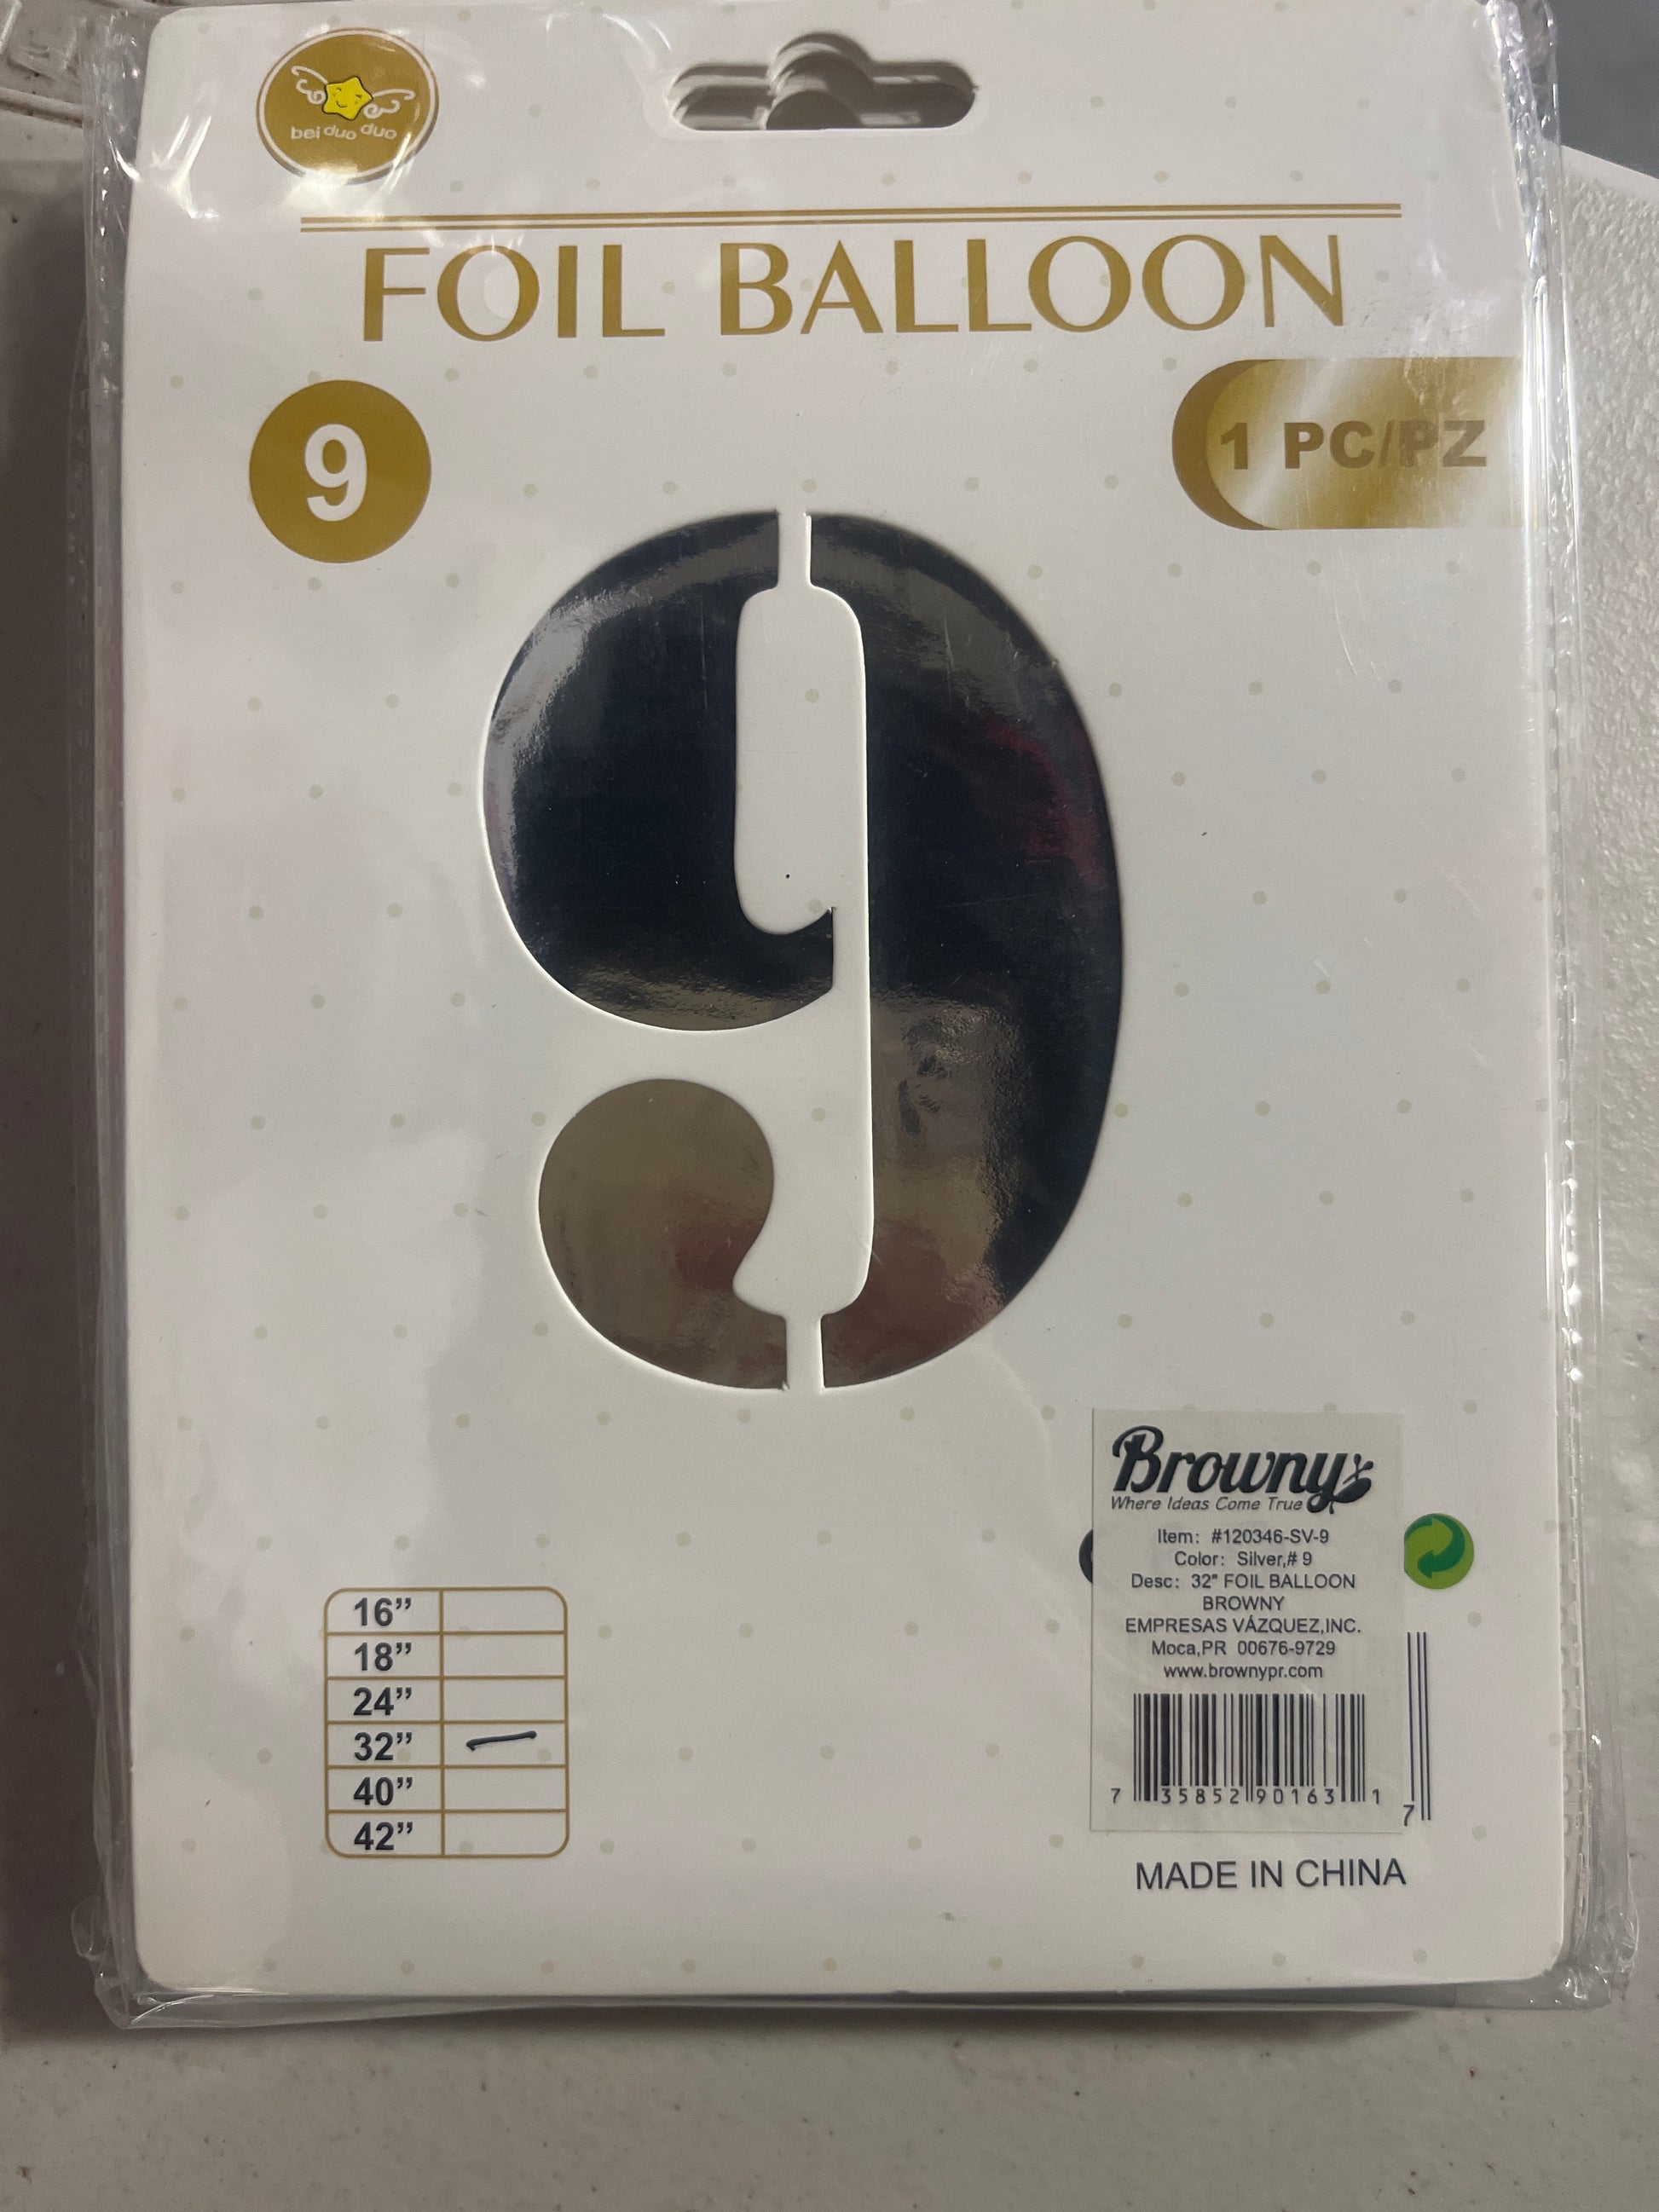 bei duo duo
FOIL BALLOON
9
1 PC/PZ
Browny
Where Ideas Come True
Item: #120346-SV-9
Color: Silver,# 9
Desc: 32" FOIL BALLOON
BROWNY
EMPRESAS VÁZQUEZ,INC.
Moca,PR 00676-9729
www.brownypr.com
7 35852 90163 1
7
16”
18”
24”
32”
40”
42”
MADE IN CHINA